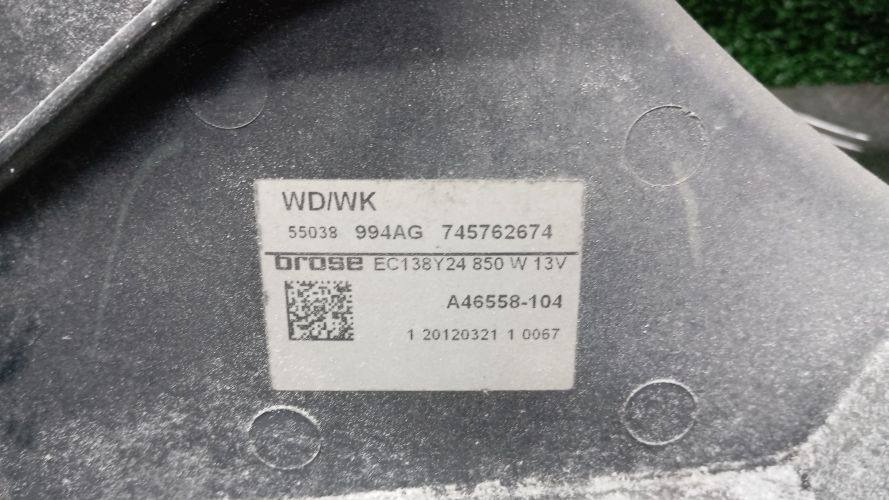 WD/WK
55038 994AG 745762674
brose EC138Y24 850 W 13V
A46558-104
1 20120321 1 0067